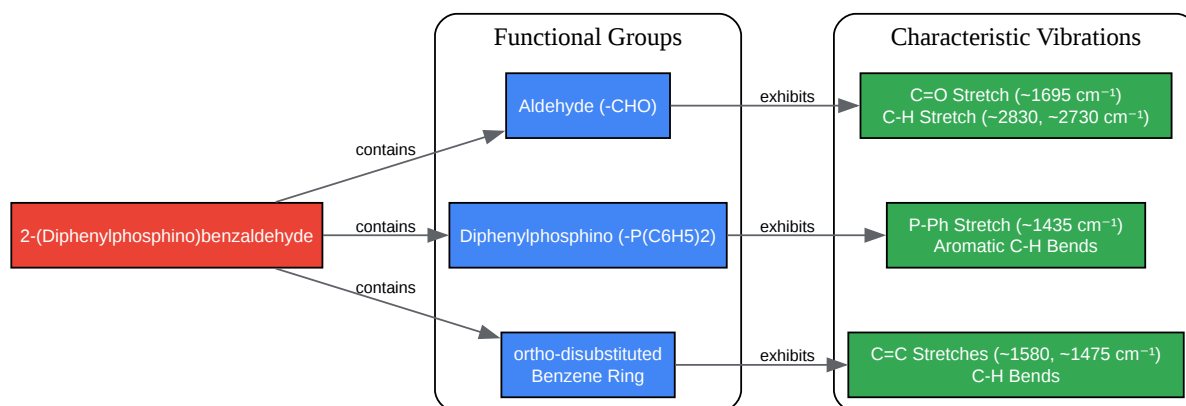 Functional Groups
Characteristic Vibrations
Aldehyde (-CHO)
exhibits
C=O Stretch (~1695 cm⁻¹)
C-H Stretch (~2830, ~2730 cm⁻¹)
contains
2-(Diphenylphosphino)benzaldehyde
contains
Diphenylphosphino (-P(C6H5)2)
exhibits
P-Ph Stretch (~1435 cm⁻¹)
Aromatic C-H Bends
contains
ortho-disubstituted
Benzene Ring
exhibits
C=C Stretches (~1580, ~1475 cm⁻¹)
C-H Bends